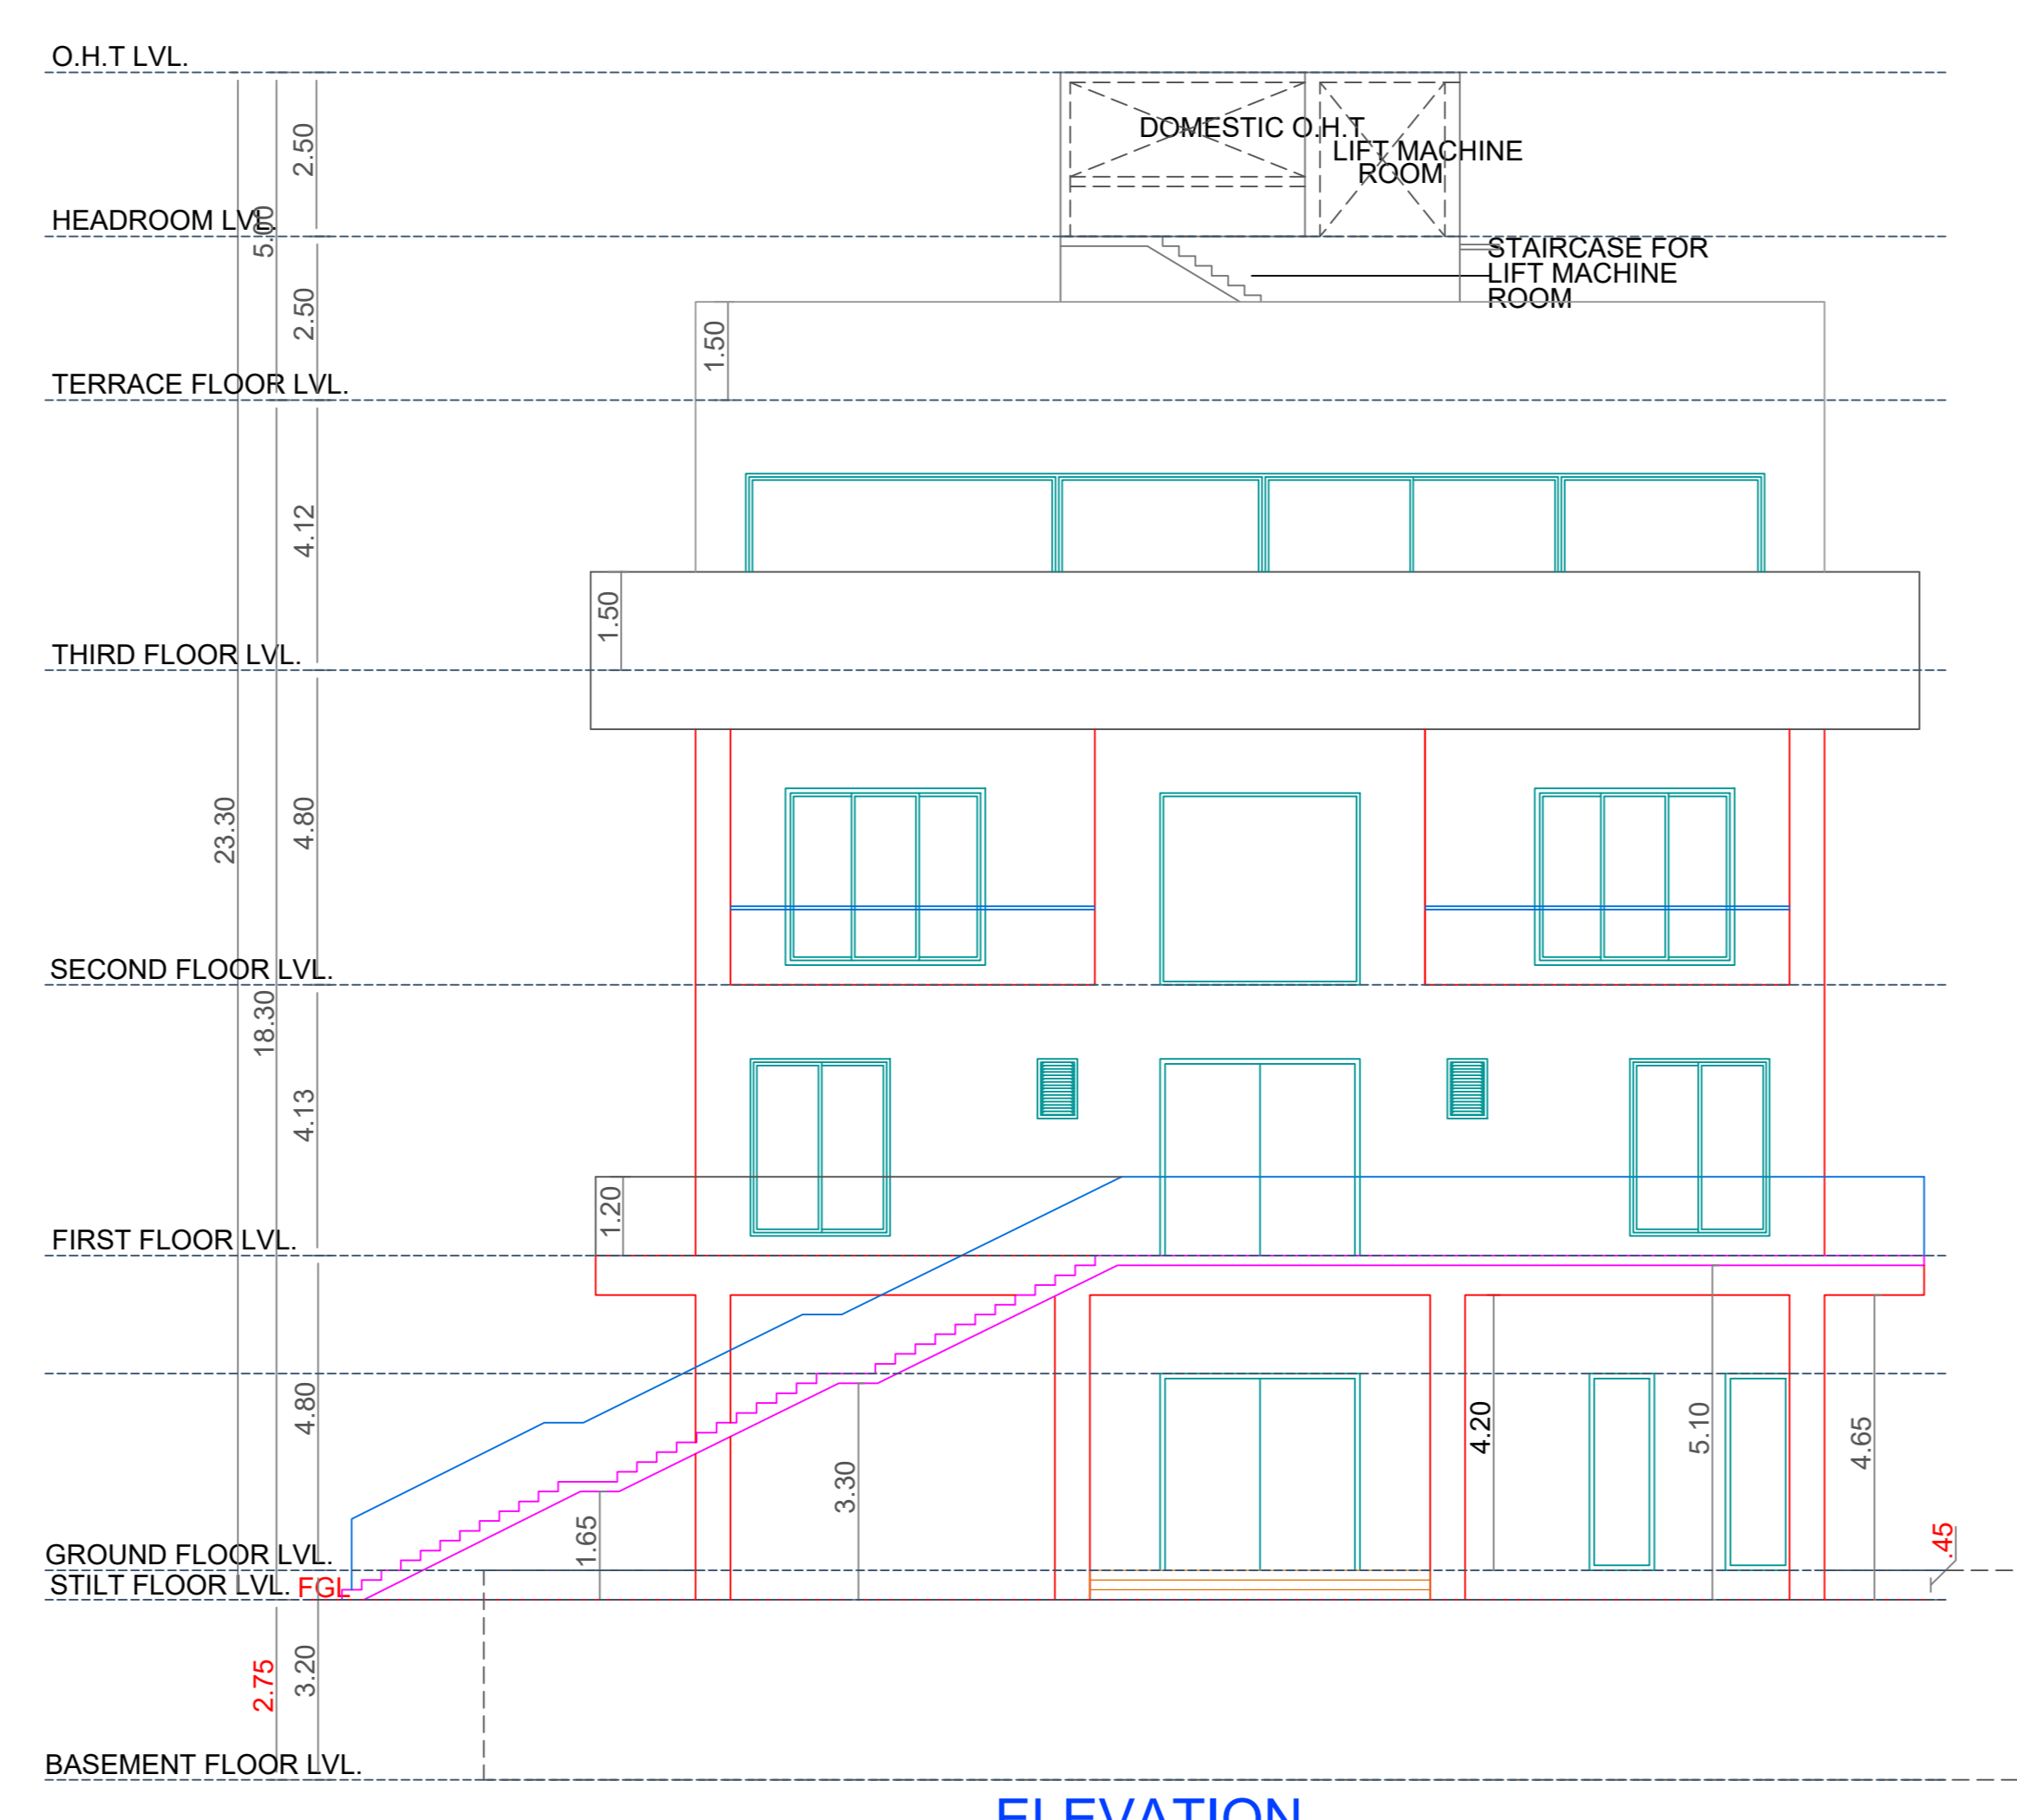 O.H.T LVL.
2.50
DOMESTIC O.H.T
LIFT MACHINE
ROOM
HEADROOM LVL.
5.00
STAIRCASE FOR
LIFT MACHINE
ROOM
2.50
1.50
TERRACE FLOOR LVL.
4.12
1.50
THIRD FLOOR LVL.
23.30
4.80
SECOND FLOOR LVL.
18.30
4.13
1.20
FIRST FLOOR LVL.
4.80
4.20
5.10
4.65
3.30
1.65
.45
GROUND FLOOR LVL.
STILT FLOOR LVL. FGL
2.75
3.20
BASEMENT FLOOR LVL.
ELEVATION